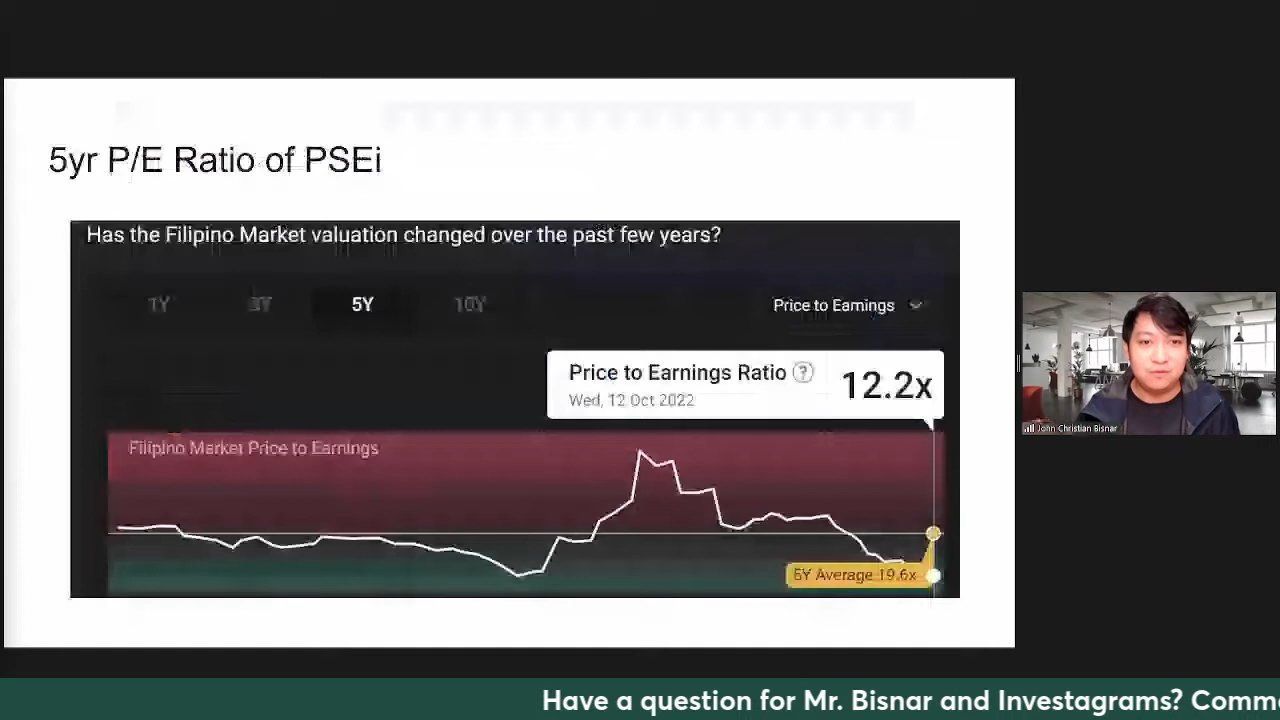 5yr P/E Ratio of PSEi
Has the Filipino Market valuation changed over the past few years?
1Y 3Y 5Y 10Y Price to Earnings
Price to Earnings Ratio ? 12.2x
Wed, 12 Oct 2022
Filipino Market Price to Earnings
5Y Average 19.6x
John Christian Bisnar
Have a question for Mr. Bisnar and Investagrams? Comm